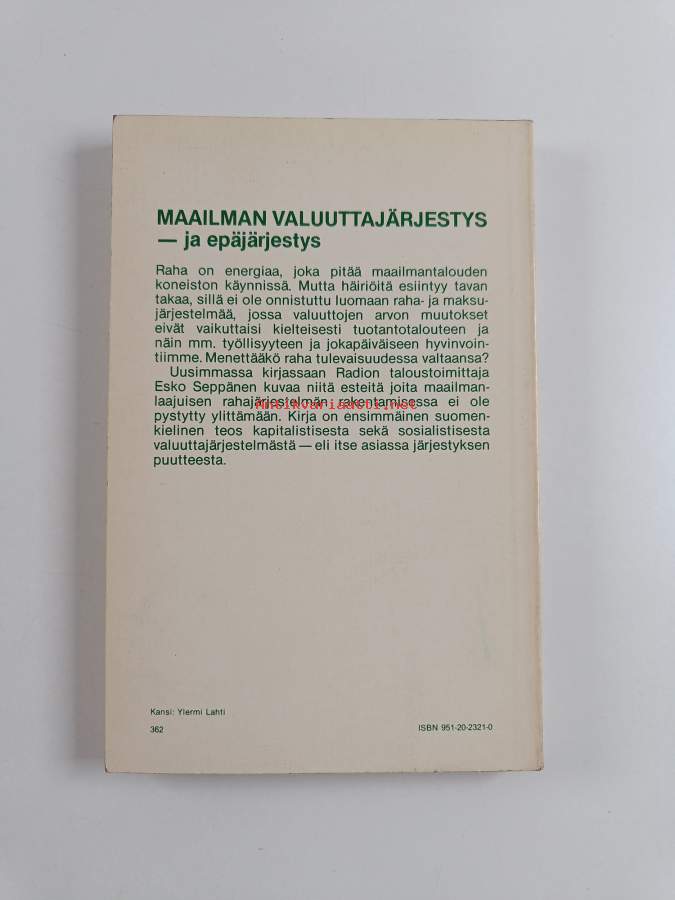 MAAILMAN VALUUTTAJÄRJESTYS
— ja epäjärjestys
Raha on energiaa, joka pitää maailmantalouden
koneiston käynnissä. Mutta häiriöitä esiintyy tavan
takaa, sillä ei ole onnistuttu luomaan raha- ja maksu-
järjestelmää, jossa valuuttojen arvon muutokset
eivät vaikuttaisi kielteisesti tuotantotalouteen ja
näin mm. työllisyyteen ja jokapäiväiseen hyvinvoin-
tiimme. Menettääkö raha tulevaisuudessa valtaansa?
Uusimmassa kirjassaan Radion taloustoimittaja
Esko Seppänen kuvaa niitä esteitä joita maailman-
laajuisen rahajärjestelmän rakentamisessa ei ole
Antikvariaatti.net
pystytty ylittämään. Kirja on ensimmäinen suomen-
kielinen teos kapitalistisesta sekä sosialistisesta
valuuttajärjestelmästä — eli itse asiassa järjestyksen
puutteesta.
Kansi: Ylermi Lahti
362
ISBN 951-20-2321-0